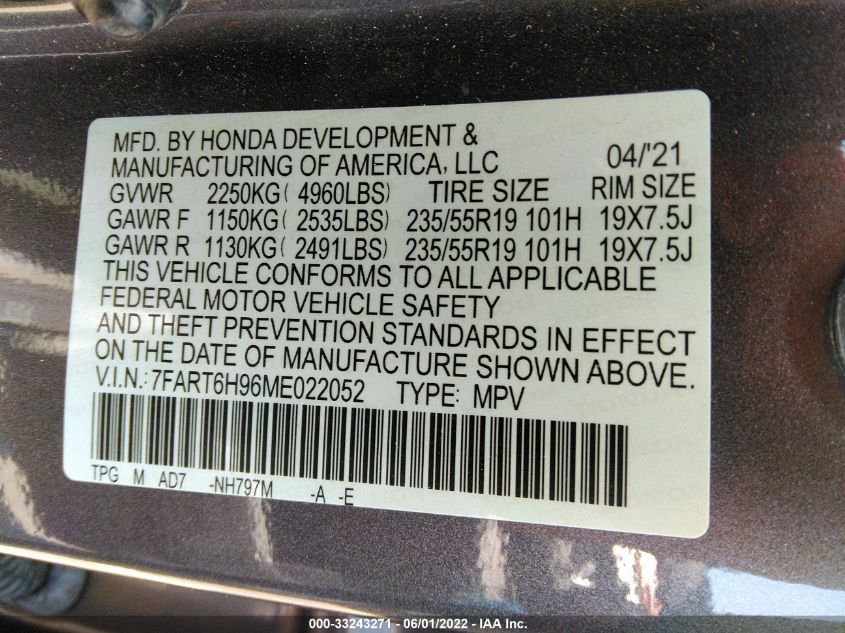 MFD. BY HONDA DEVELOPMENT &
MANUFACTURING OF AMERICA, LLC 04/'21
GVWR 2250KG( 4960LBS) TIRE SIZE RIM SIZE
GAWR F 1150KG( 2535LBS) 235/55R19 101H 19X7.5J
GAWR R 1130KG( 2491LBS) 235/55R19 101H 19X7.5J
THIS VEHICLE CONFORMS TO ALL APPLICABLE
FEDERAL MOTOR VEHICLE SAFETY
AND THEFT PREVENTION STANDARDS IN EFFECT
ON THE DATE OF MANUFACTURE SHOWN ABOVE.
V.I.N.: 7FART6H96ME022052 TYPE: MPV
TPG M AD7 -NH797M -A -E
000-33243271 - 06/01/2022 - IAA Inc.